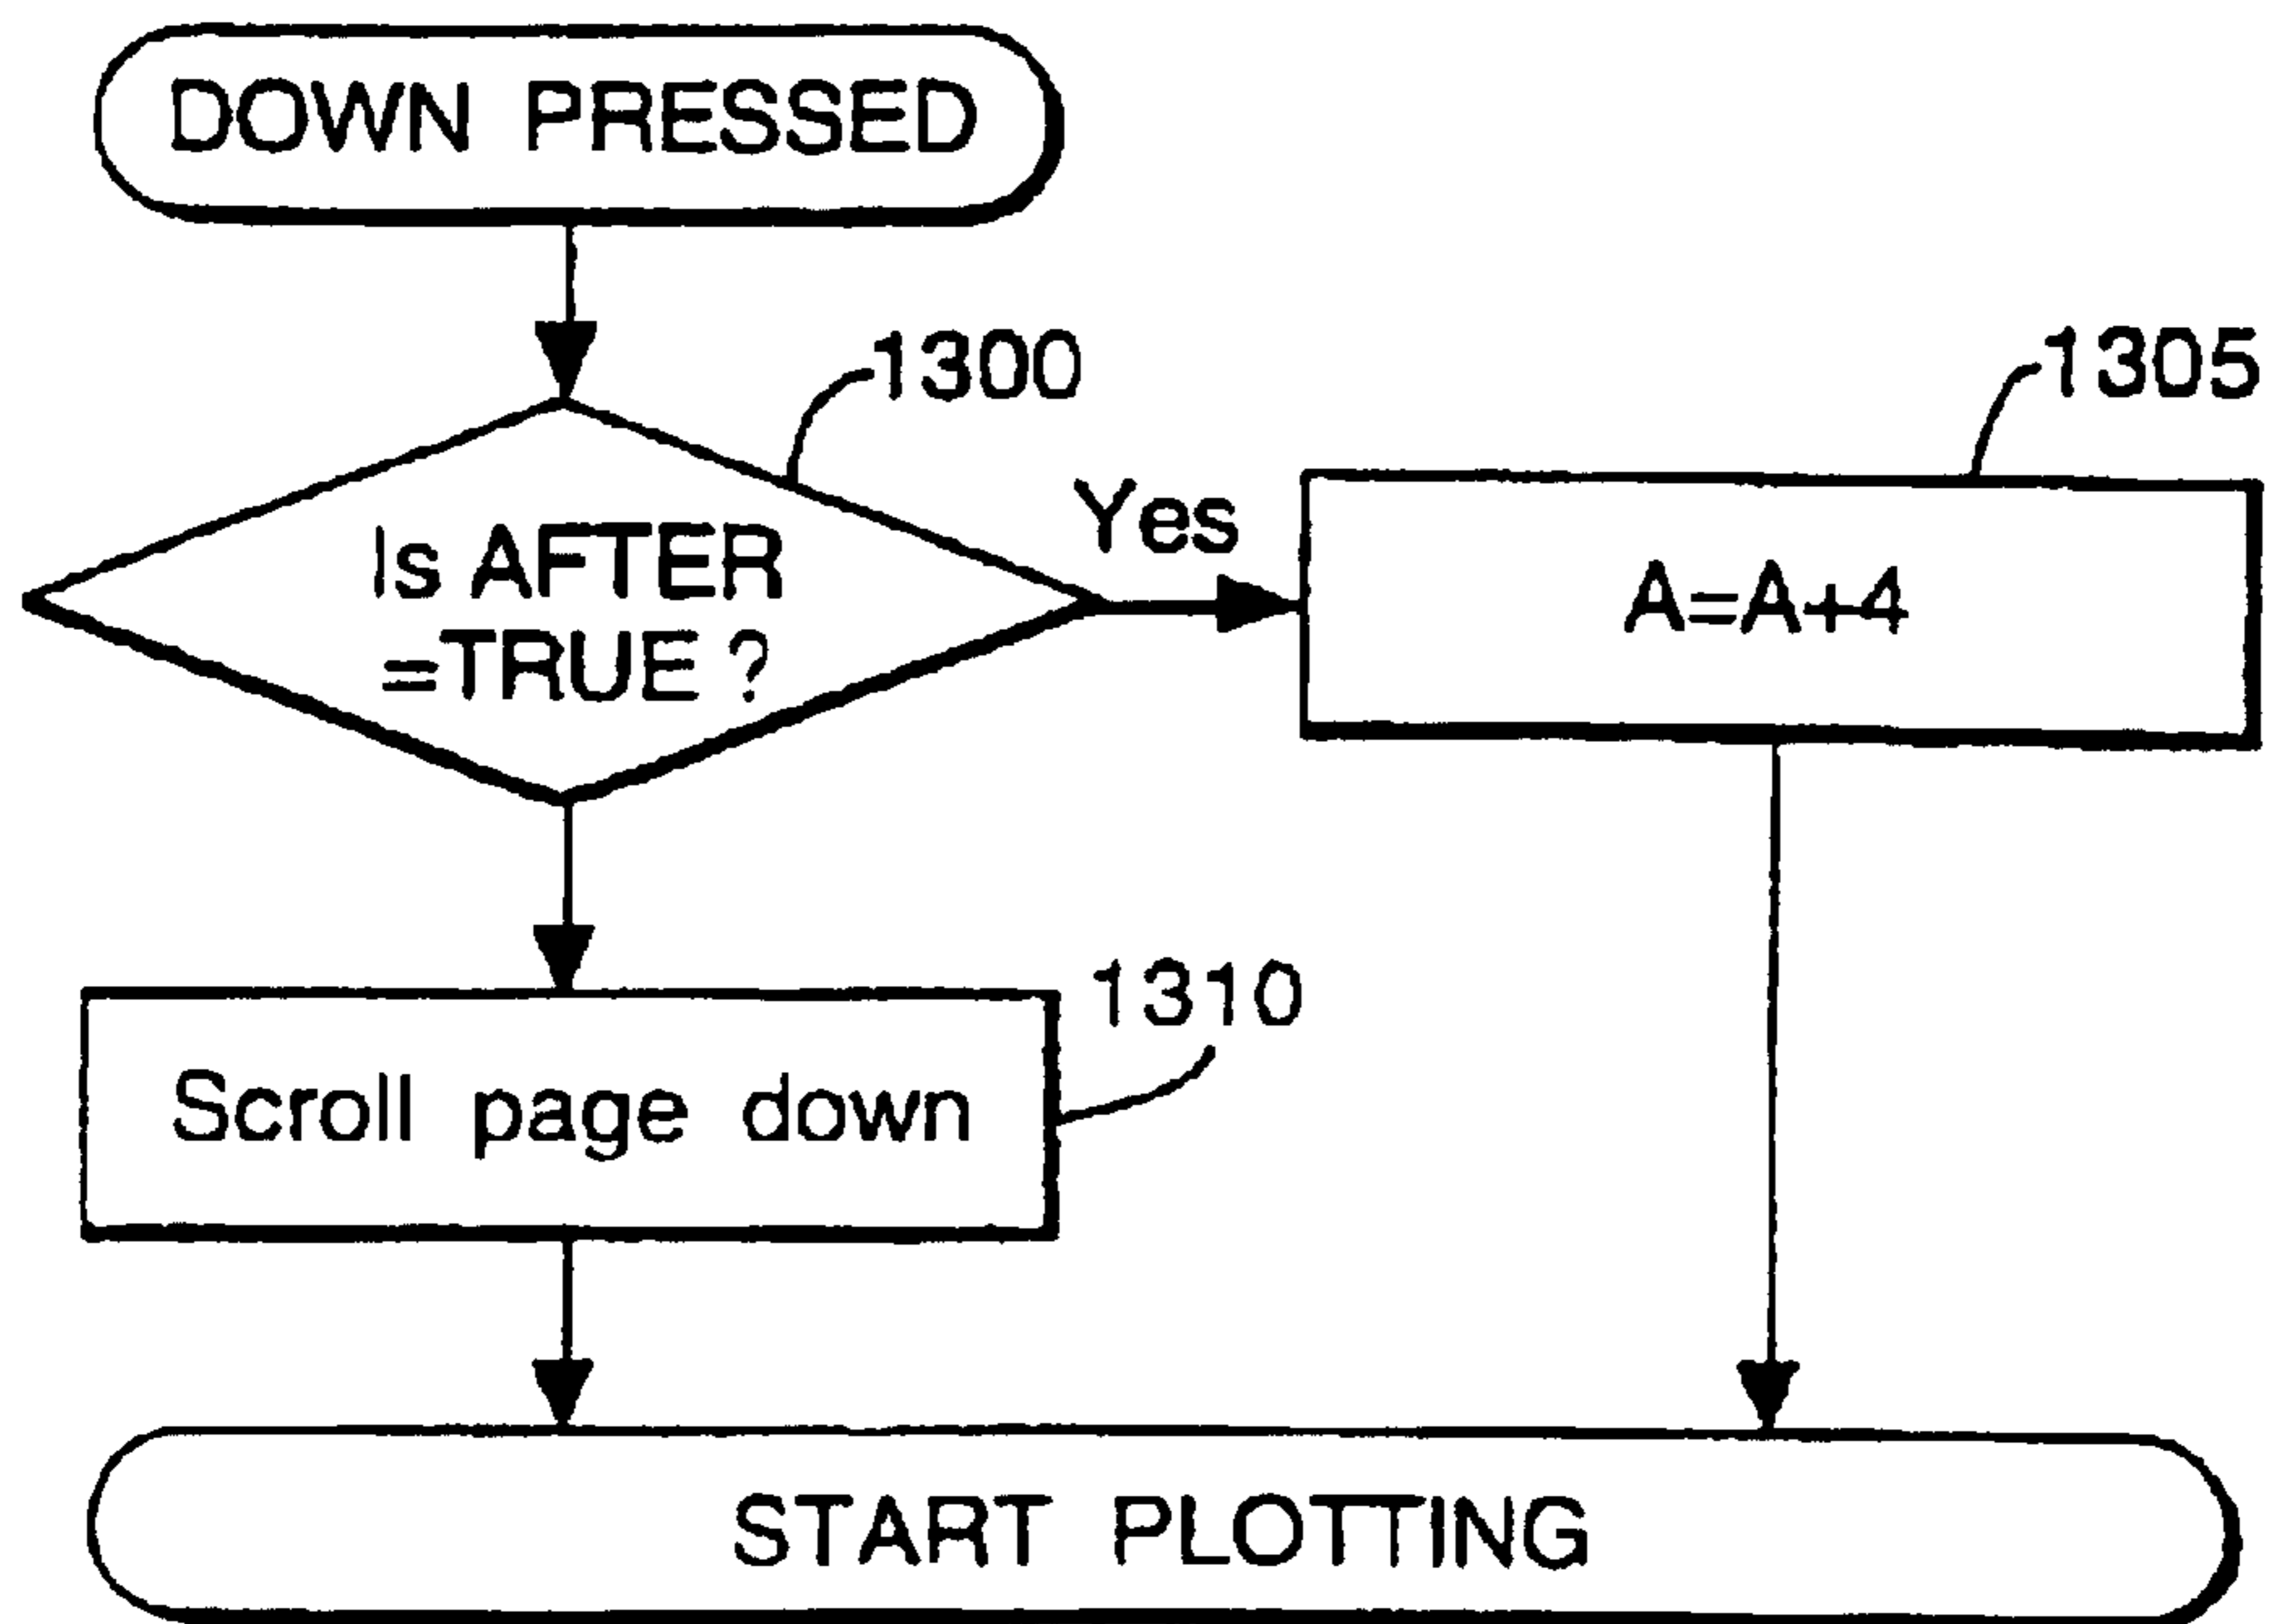 DOWN PRESSED
1300
1305
Is AFTER
=TRUE ?
Yes
A=A+4
1310
Scroll page down
START PLOTTING